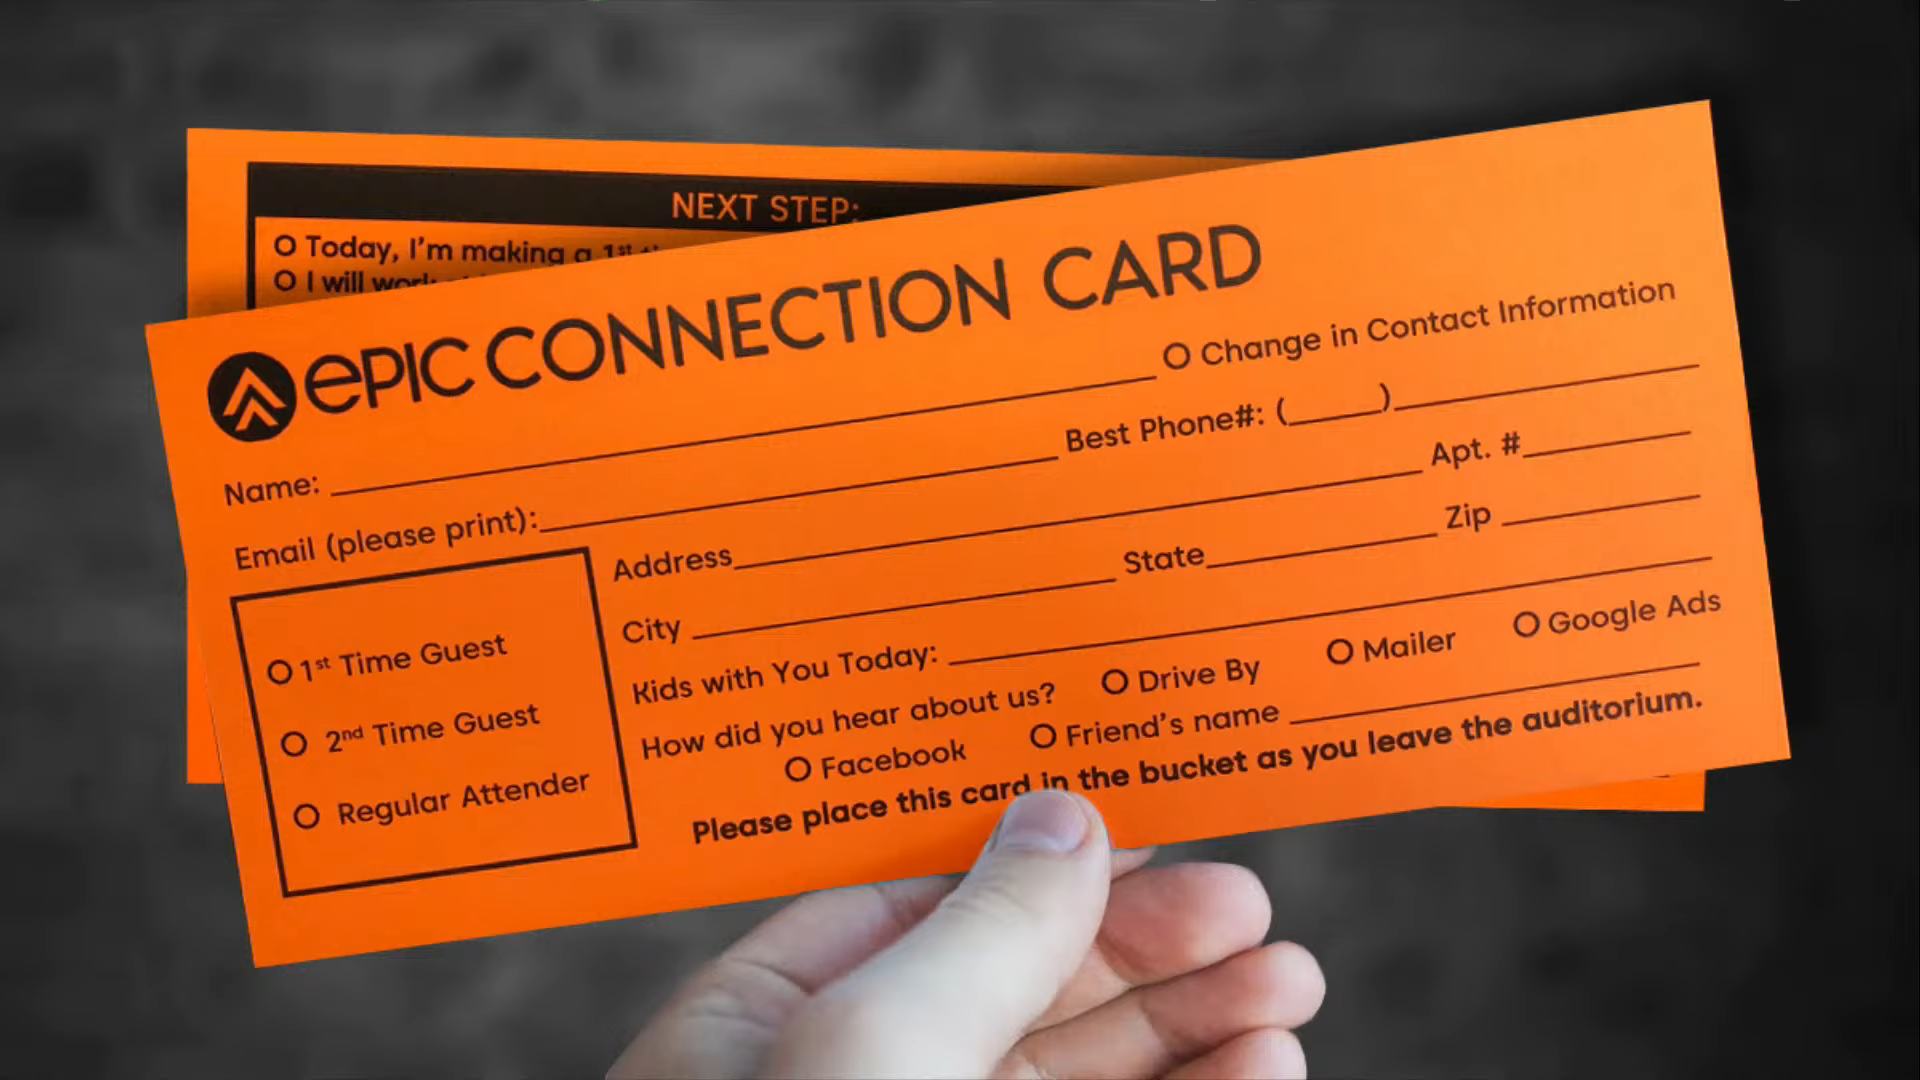 NEXT STEP:
O Today, I'm making a 1st
O I will work
ePIC CONNECTION CARD
O Change in Contact Information
Name:
Best Phone#: (_____)
Email (please print):
Apt. #
Address
Zip
State
City
Kids with You Today:
How did you hear about us? O Drive By O Mailer O Google Ads
O Facebook O Friend's name
Please place this card in the bucket as you leave the auditorium.
O 1st Time Guest
O 2nd Time Guest
O Regular Attender